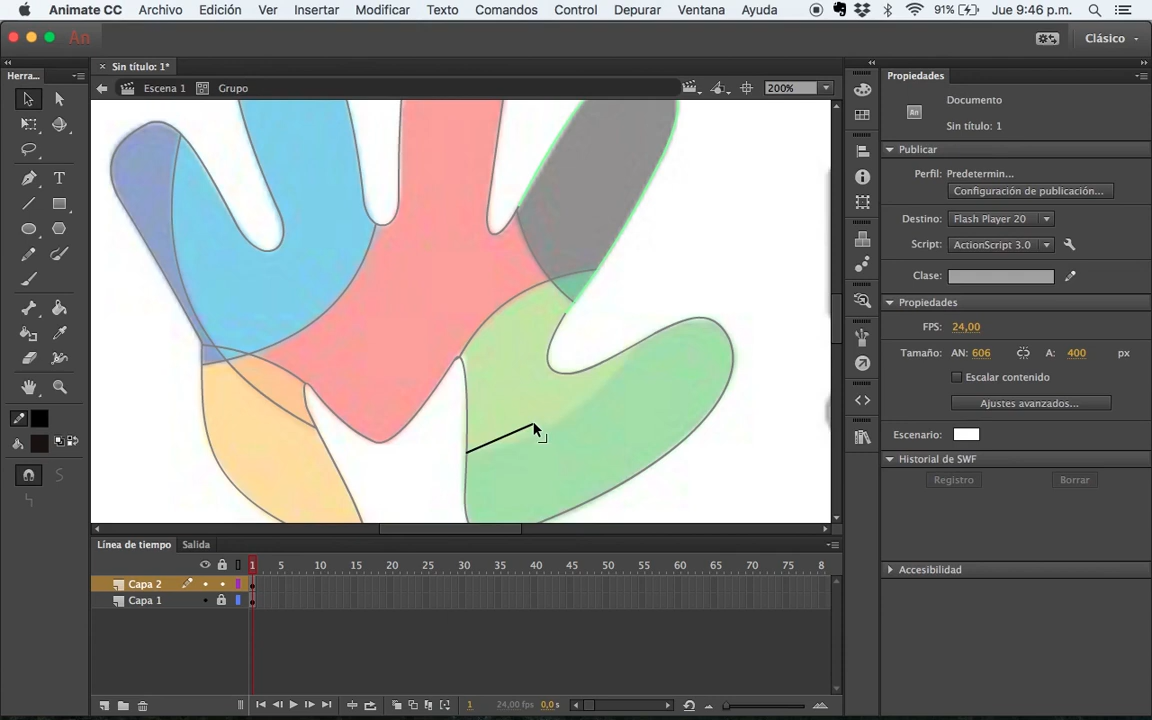 Animate CC Archivo Edición Ver Insertar Modificar Texto Comandos Control Depurar Ventana Ayuda 91% Jue 9:46 p.m.
An Clásico
Herra... × Sin título: 1* Propiedades
Escena 1 Grupo 200%
An Documento
Sin título: 1
Publicar
Perfil: Predetermin...
Configuración de publicación...
Destino: Flash Player 20
Script: ActionScript 3.0
Clase:
Propiedades
FPS: 24,00
Tamaño: AN: 606 A: 400 px
Escalar contenido
Ajustes avanzados...
Escenario:
Historial de SWF
Registro Borrar
Accesibilidad
Línea de tiempo Salida
1 5 10 15 20 25 30 35 40 45 50 55 60 65 70 75 8
Capa 2
Capa 1
1 24,00 fps 0,0 s